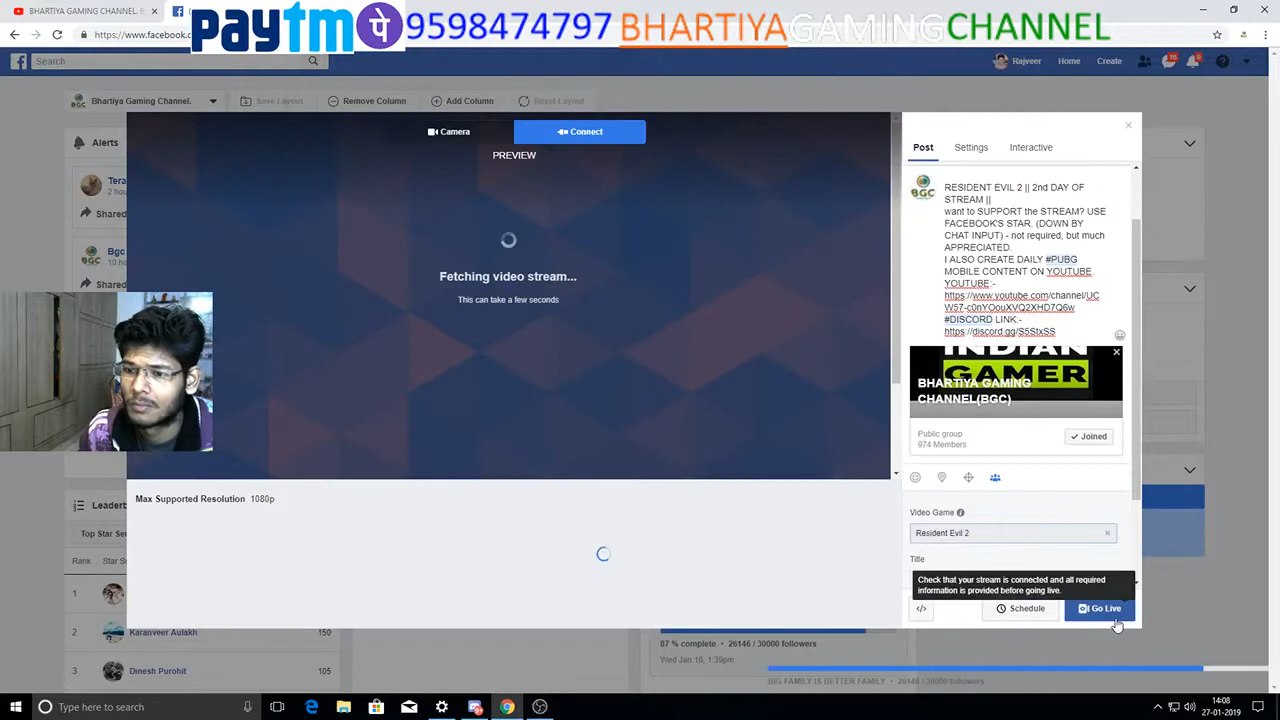 BHARTIYA GAMING CHANNEL
https://www.facebook.c
paytm
पे 9598474797 BHARTIYAGAMINGCHANNEL
Search
Rajveer
Home
Create
Bhartiya Gaming Channel.
Save Layout
Remove Column
Add Column
Reset Layout
Alerts
Tera
2 hou
Shared
Bgc
Shared
Camera
Connect
PREVIEW
Fetching video stream...
This can take a few seconds
Max Supported Resolution 1080p
Post
Settings
Interactive
BGC
RESIDENT EVIL 2 || 2nd DAY OF
STREAM ||
want to SUPPORT the STREAM? USE
FACEBOOK'S STAR. (DOWN BY
CHAT INPUT) - not required, but much
APPRECIATED.
I ALSO CREATE DAILY #PUBG
MOBILE CONTENT ON YOUTUBE.
YOUTUBE:-
https://www.youtube.com/channel/UC
W57-c0nYOouXVQ2XHD7Q6w
#DISCORD LINK:-
https://discord.gg/S5StxSS
INDIAN
GAMER
BHARTIYA GAMING
CHANNEL(BGC)
Public group
974 Members
Joined
Video Game
Resident Evil 2
Title
Check that your stream is connected and all required
information is provided before going live.
</>
Schedule
Go Live
Leaderb
Top Star Se
Rank
Star Se
1
2 Karanveer Aulakh 150
3 Dinesh Purohit 105
87 % complete • 26146 / 30000 followers
Wed Jan 16, 1:39pm
BIG FAMILY IS BETTER FAMILY • 26146 / 30000 followers
Type here to search
14:08
27-01-2019